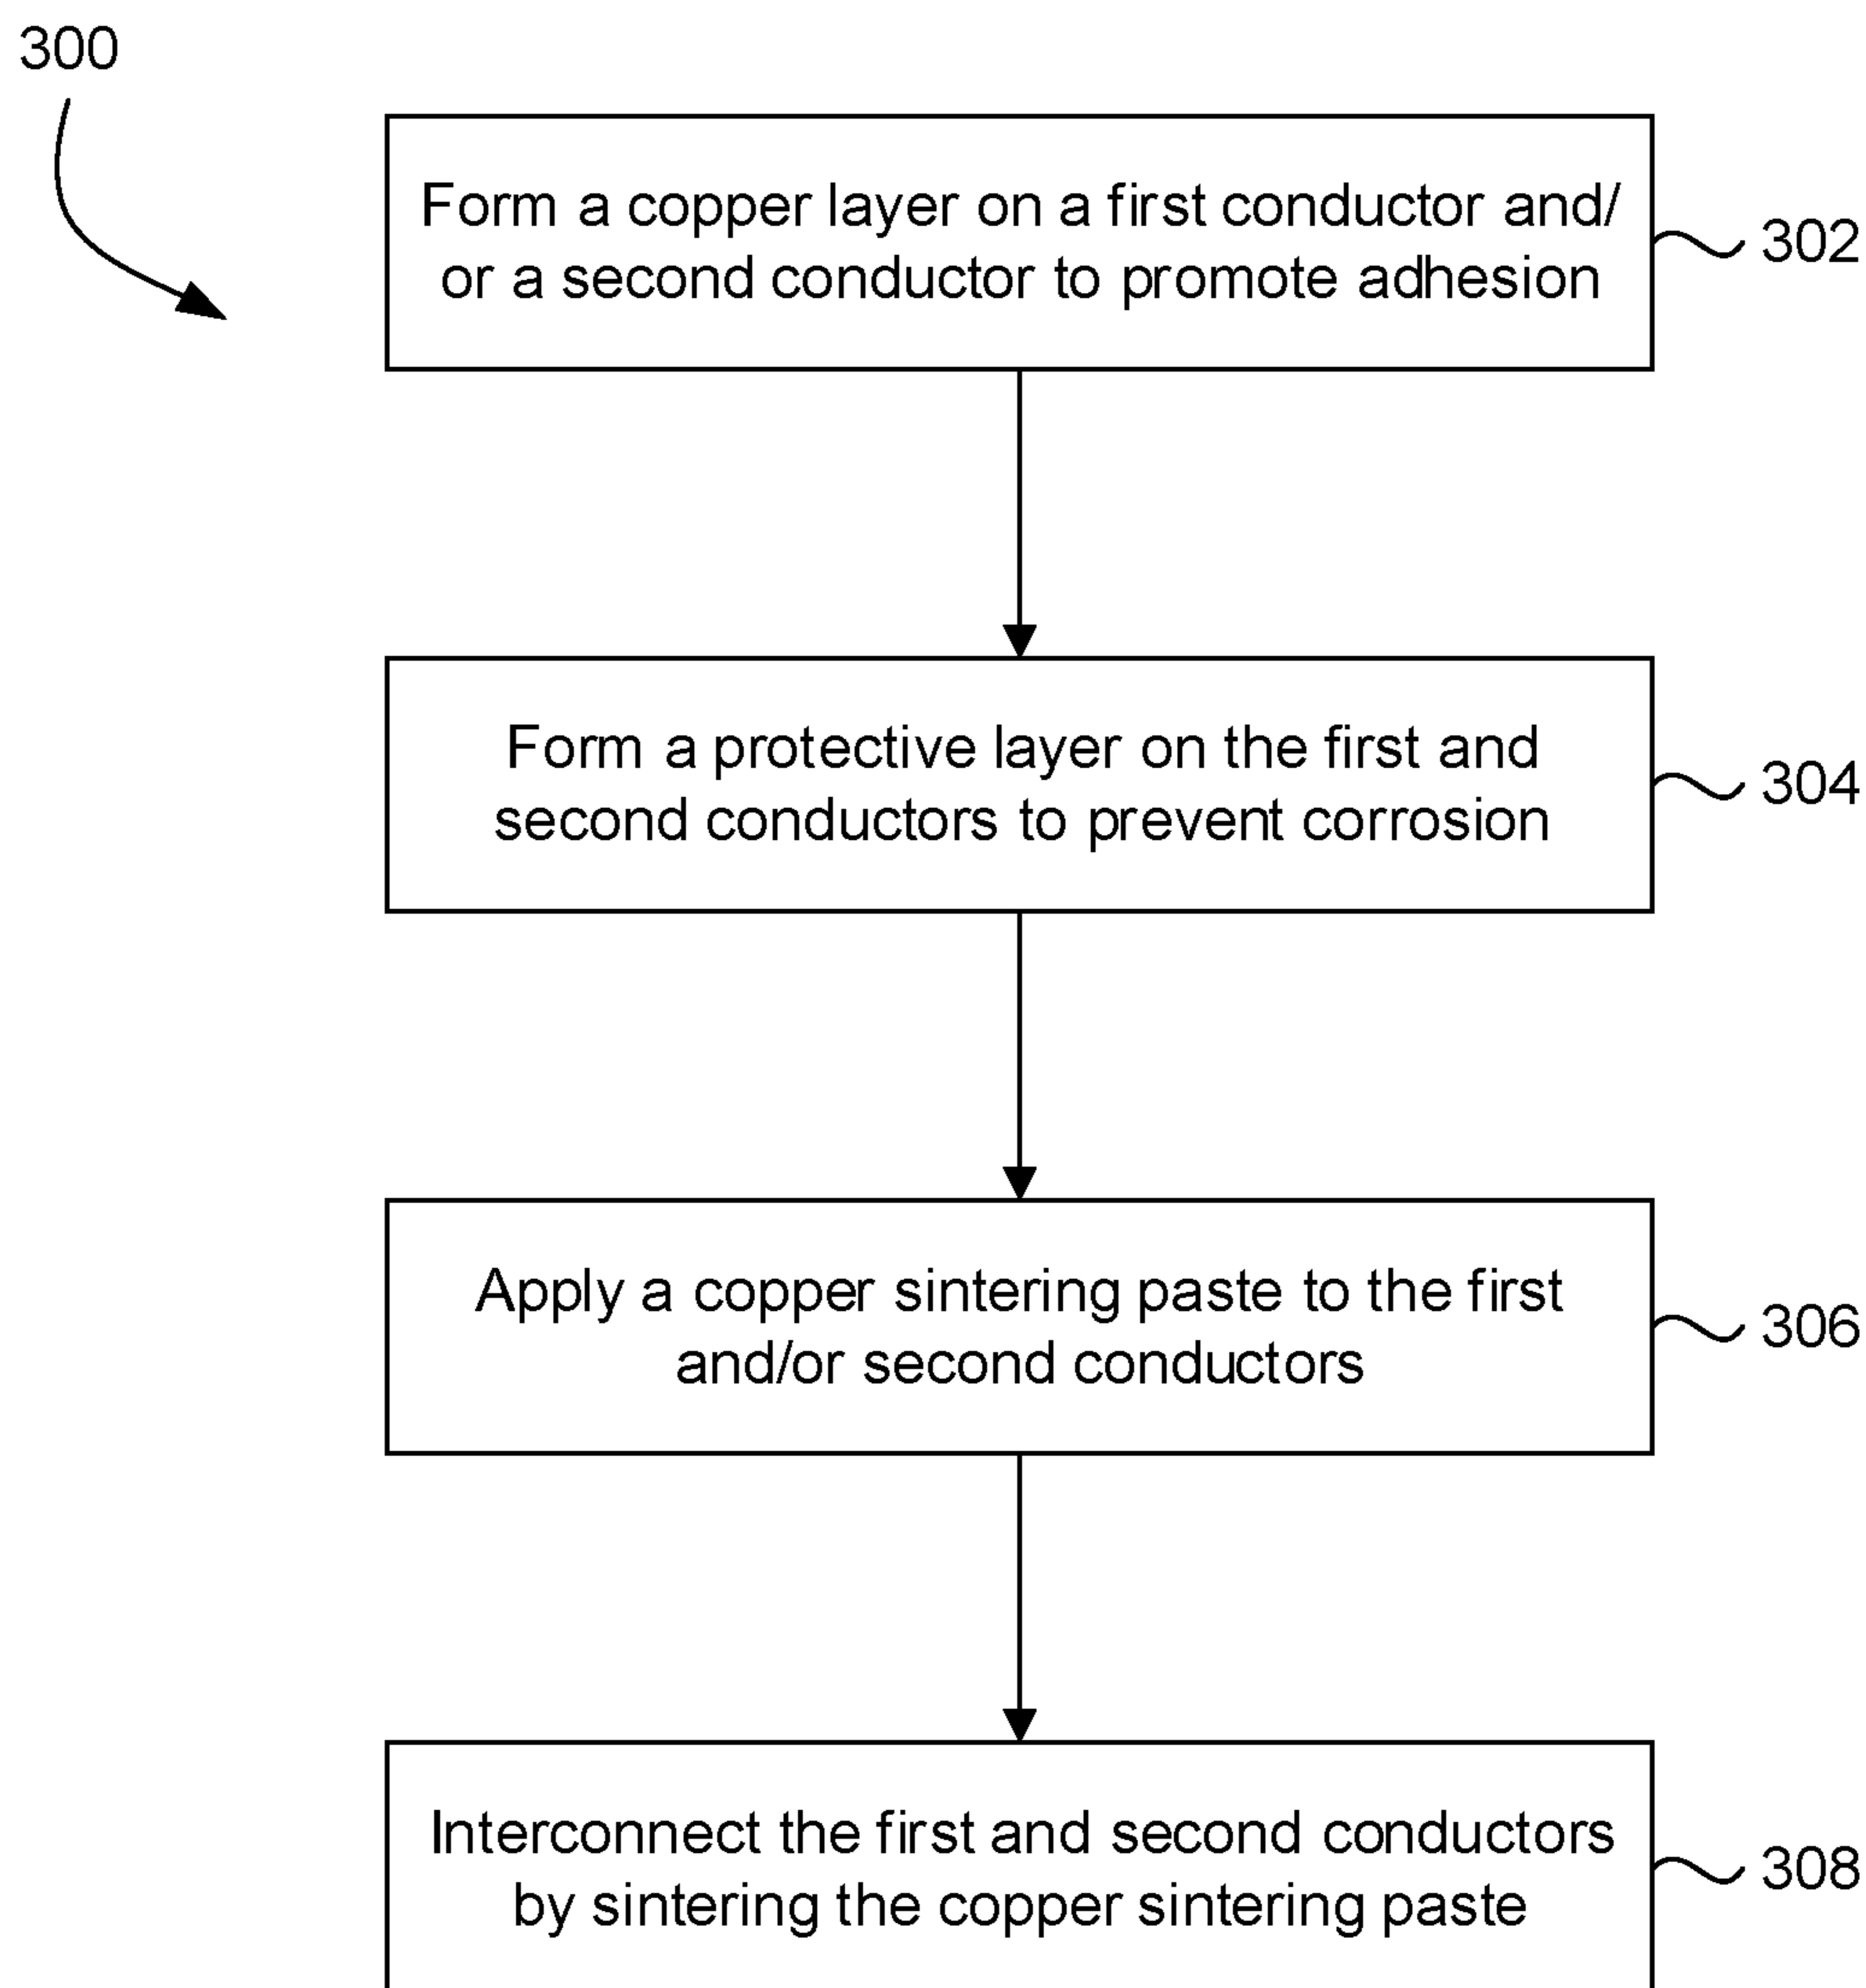 300
Form a copper layer on a first conductor and/
or a second conductor to promote adhesion
302
Form a protective layer on the first and
second conductors to prevent corrosion
304
Apply a copper sintering paste to the first
and/or second conductors
306
Interconnect the first and second conductors
by sintering the copper sintering paste
308